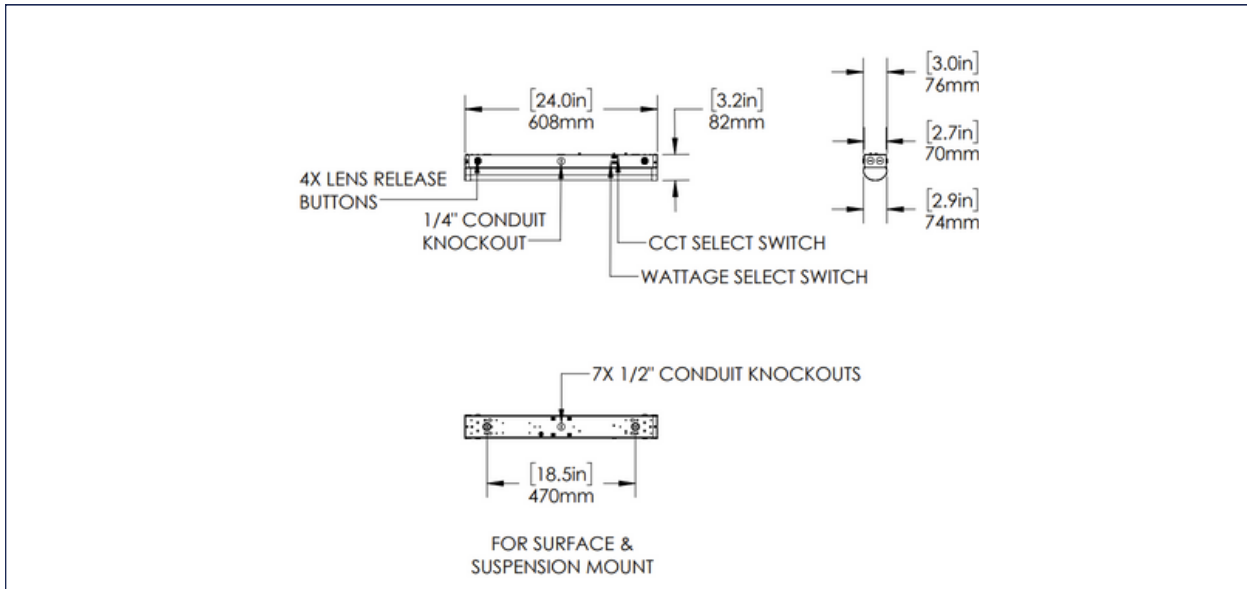 [24.0in]
608mm
[3.2in]
82mm
[3.0in]
76mm
[2.7in]
70mm
[2.9in]
74mm
4X LENS RELEASE
BUTTONS
1/4" CONDUIT
KNOCKOUT
CCT SELECT SWITCH
WATTAGE SELECT SWITCH
7X 1/2" CONDUIT KNOCKOUTS
[18.5in]
470mm
FOR SURFACE &
SUSPENSION MOUNT